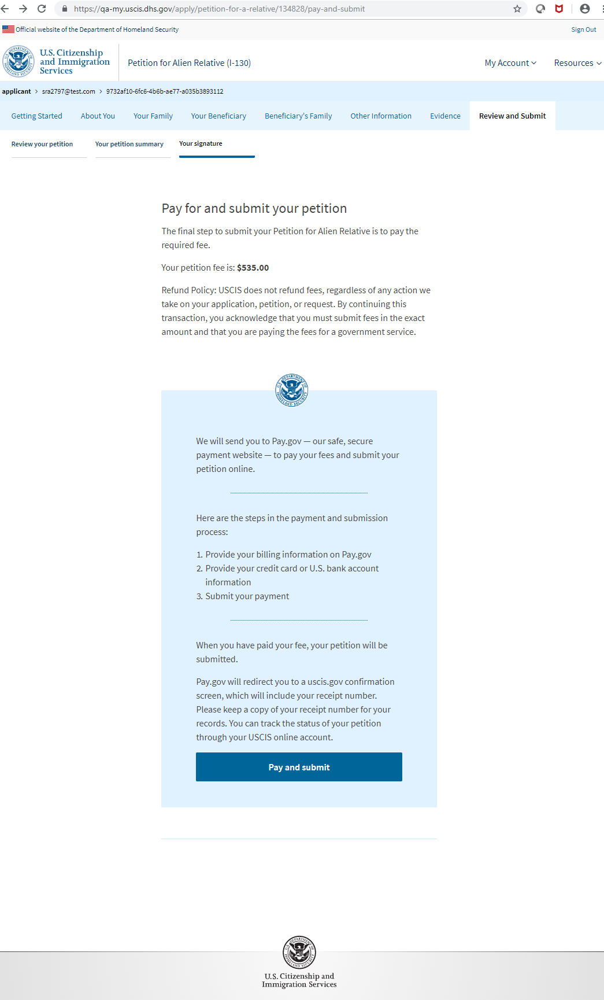 https://qa-my.uscis.dhs.gov/apply/petition-for-a-relative/134828/pay-and-submit
Official website of the Department of Homeland Security
Sign Out
U.S. Citizenship
and Immigration
Services
Petition for Alien Relative (I-130)
My Account
Resources
applicant > sra2797@test.com > 9732af10-6fc6-4b6b-ae77-a035b3893112
Getting Started About You Your Family Your Beneficiary Beneficiary's Family Other Information Evidence Review and Submit
Review your petition Your petition summary Your signature
Pay for and submit your petition
The final step to submit your Petition for Alien Relative is to pay the
required fee.
Your petition fee is: $535.00
Refund Policy: USCIS does not refund fees, regardless of any action we
take on your application, petition, or request. By continuing this
transaction, you acknowledge that you must submit fees in the exact
amount and that you are paying the fees for a government service.
U.S. DEPARTMENT OF HOMELAND SECURITY
We will send you to Pay.gov — our safe, secure
payment website — to pay your fees and submit your
petition online.
Here are the steps in the payment and submission
process:
1. Provide your billing information on Pay.gov
2. Provide your credit card or U.S. bank account
information
3. Submit your payment
When you have paid your fee, your petition will be
submitted.
Pay.gov will redirect you to a uscis.gov confirmation
screen, which will include your receipt number.
Please keep a copy of your receipt number for your
records. You can track the status of your petition
through your USCIS online account.
Pay and submit
U.S. DEPARTMENT OF HOMELAND SECURITY
U.S. Citizenship and
Immigration Services